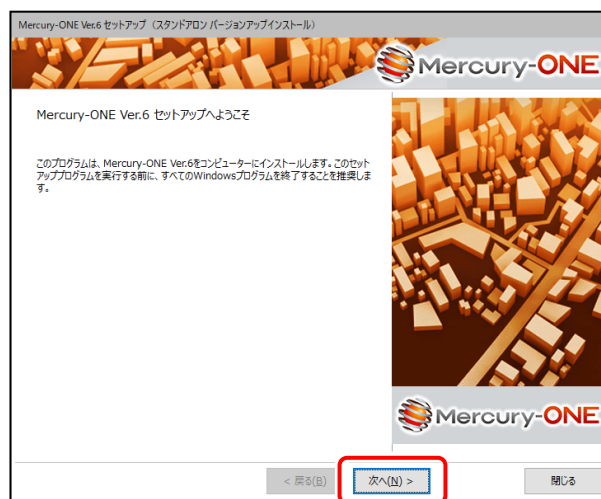 Mercury-ONE Ver.6 セットアップ（スタンドアロン バージョンアップインストール）
Mercury-ONE
Mercury-ONE Ver.6 セットアップへようこそ
このプログラムは、Mercury-ONE Ver.6をコンピューターにインストールします。このセット
アッププログラムを実行する前に、すべてのWindowsプログラムを終了することを推奨しま
す。
Mercury-ONE
< 戻る(B)
次へ(N) >
閉じる